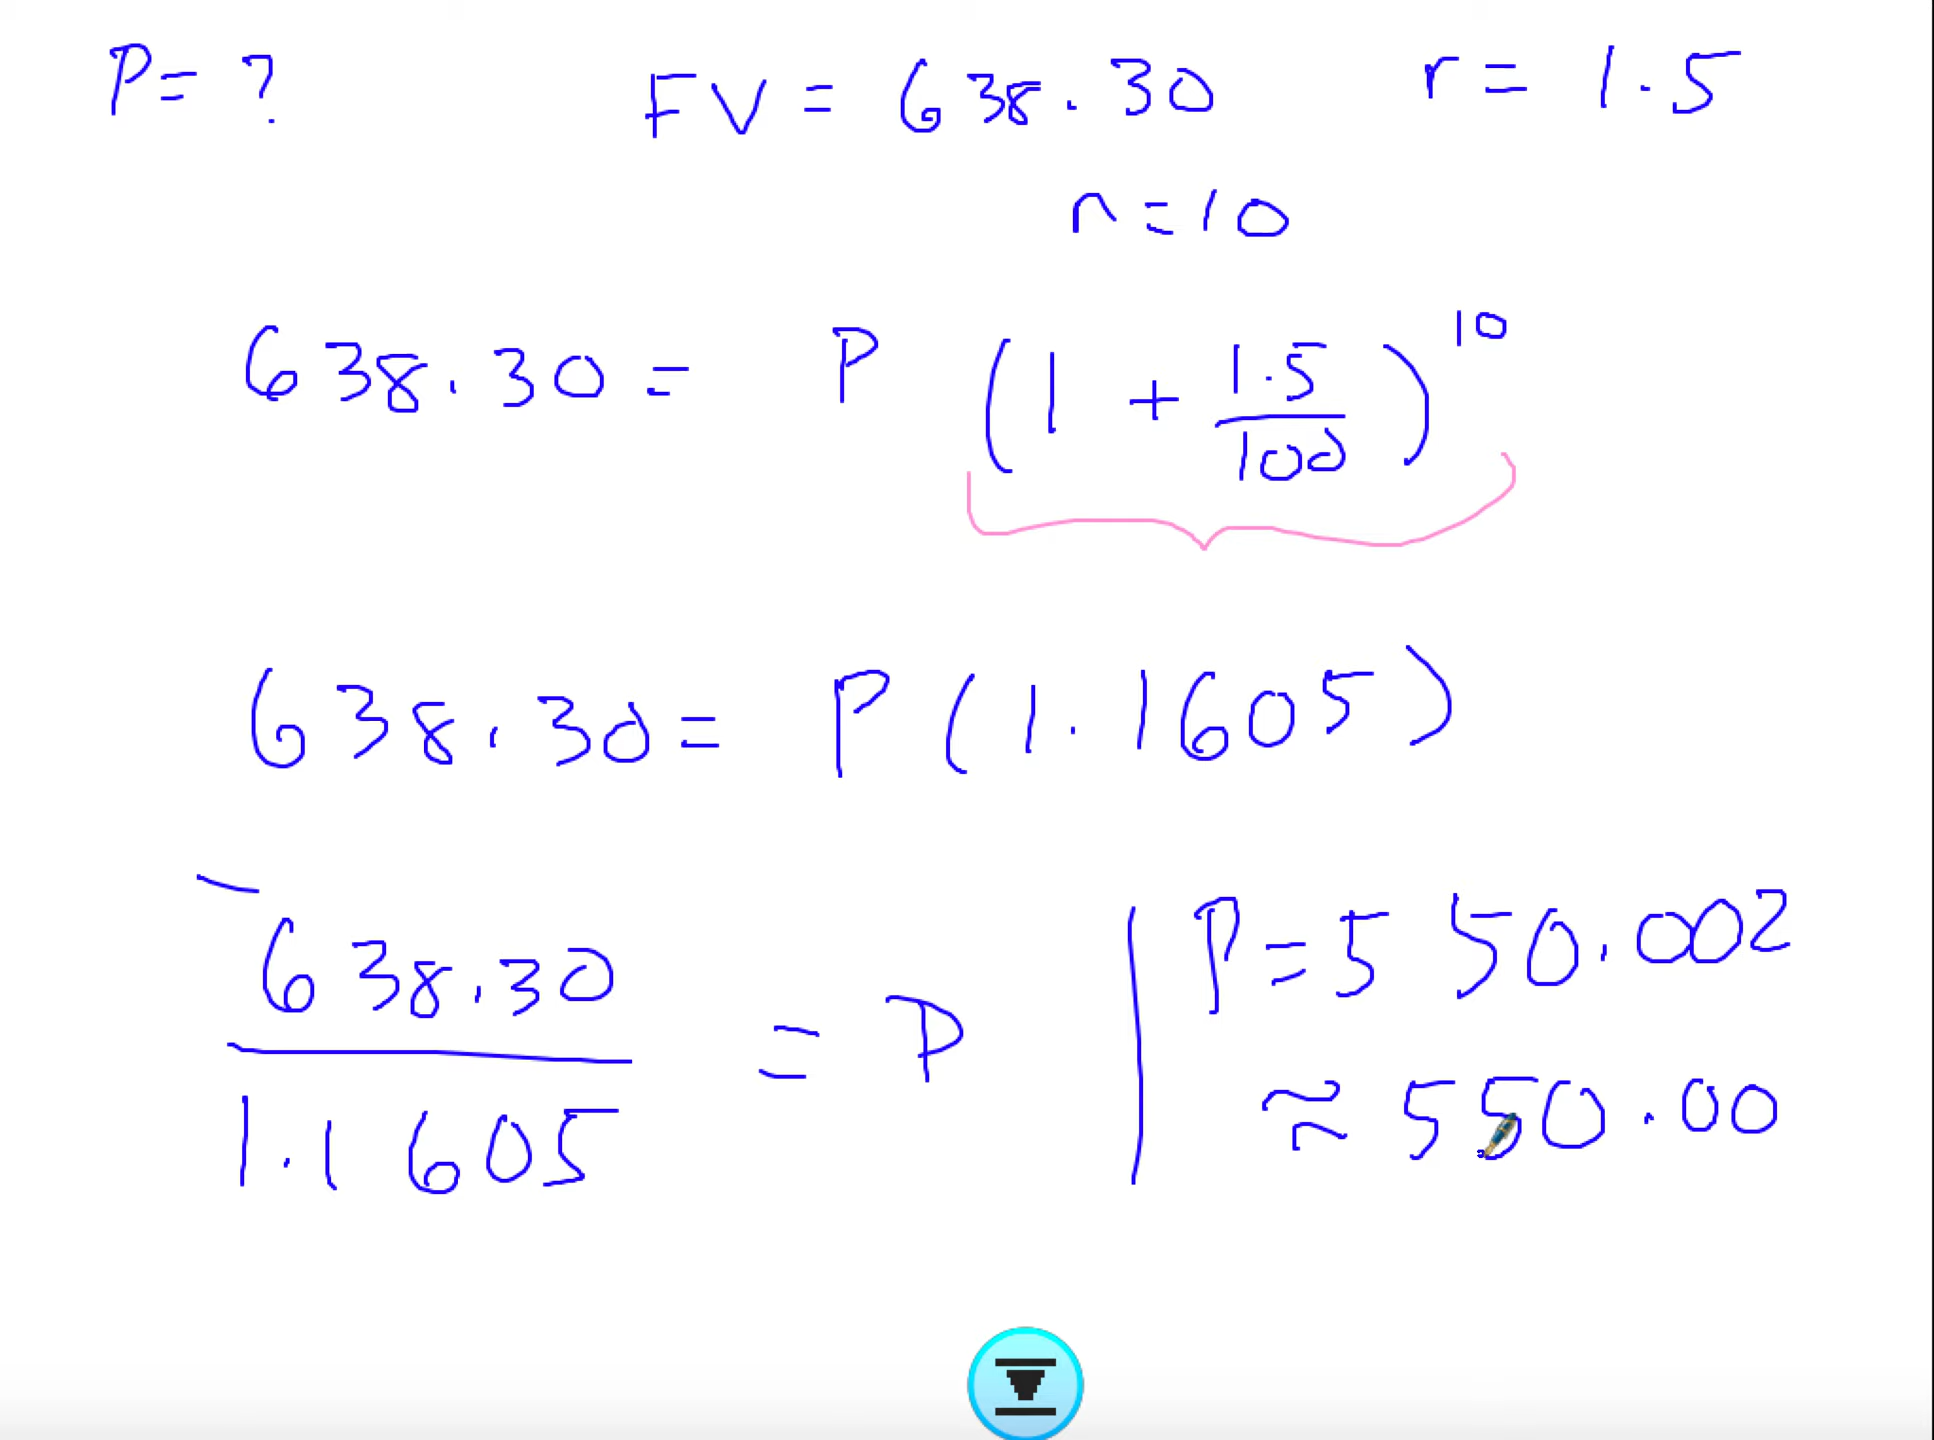 P = ? FV = 638.30 r = 1.5
n = 10
638.30 = P (1 + 1.5/100)^10
638.30 = P (1.1605)
638.30/1.1605 = P
P = 550.002
≈ 550.00